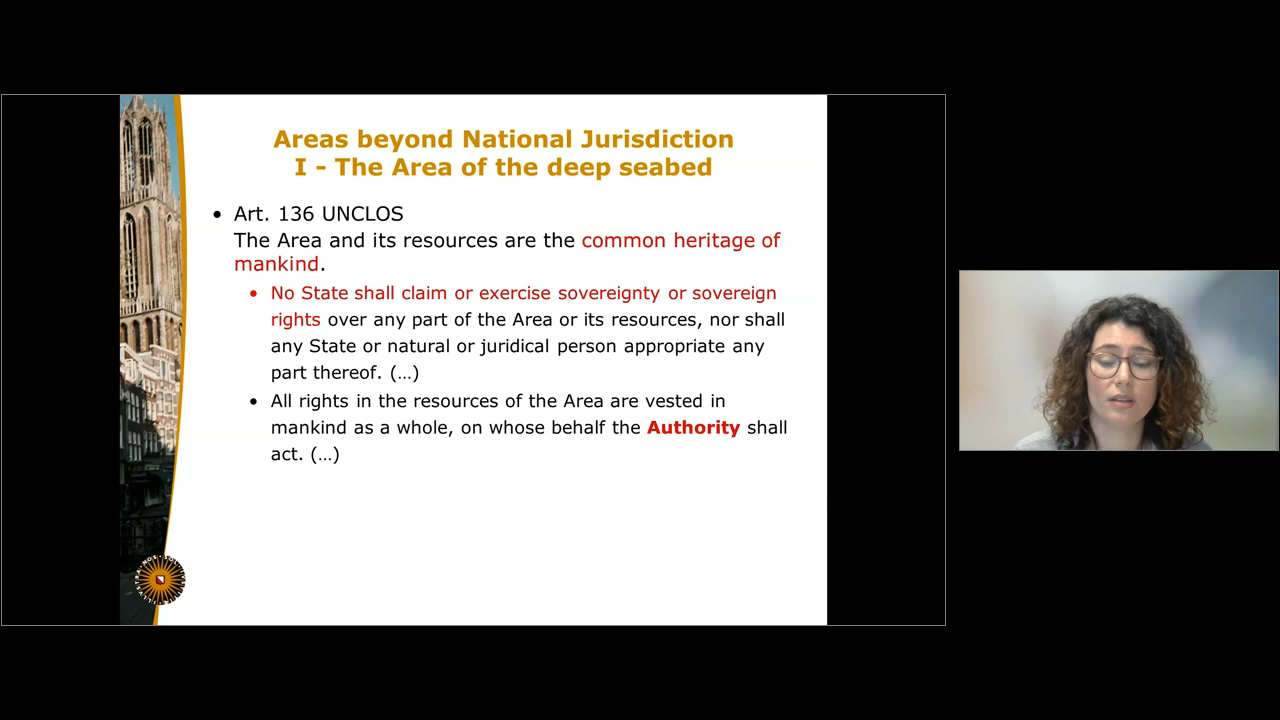 Areas beyond National Jurisdiction
I - The Area of the deep seabed
• Art. 136 UNCLOS
The Area and its resources are the common heritage of
mankind.
• No State shall claim or exercise sovereignty or sovereign
rights over any part of the Area or its resources, nor shall
any State or natural or juridical person appropriate any
part thereof. (…)
• All rights in the resources of the Area are vested in
mankind as a whole, on whose behalf the Authority shall
act. (…)